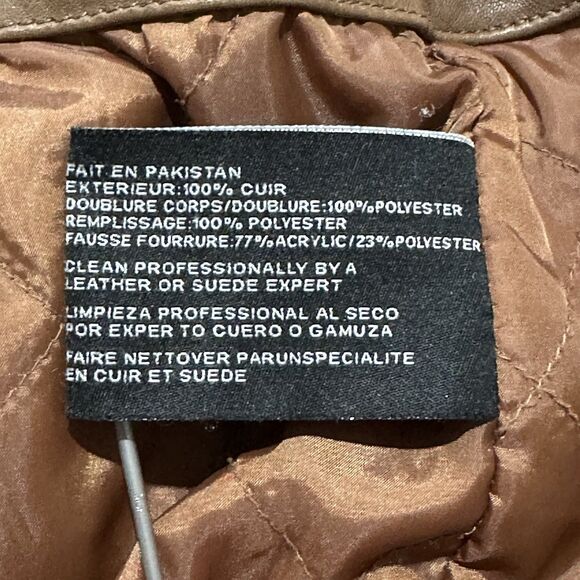 FAIT EN PAKISTÁN
EXTERIEUR:100% CUIR
DOUBLURE CORPS/DOUBLURE:100%POLYESTER
REMPLISSAGE:100% POLYESTER
FAUSSE FOURRURE:77%ACRYLIC/23%POLYESTER
CLEAN PROFESSIONALLY BY A
LEATHER OR SUEDE EXPERT
LIMPIEZA PROFESSIONAL AL SECO
POR EXPER TO CUERO O GAMUZA
FAIRE NETTOVER PARUNSPECIALITE
EN CUIR ET SUEDE